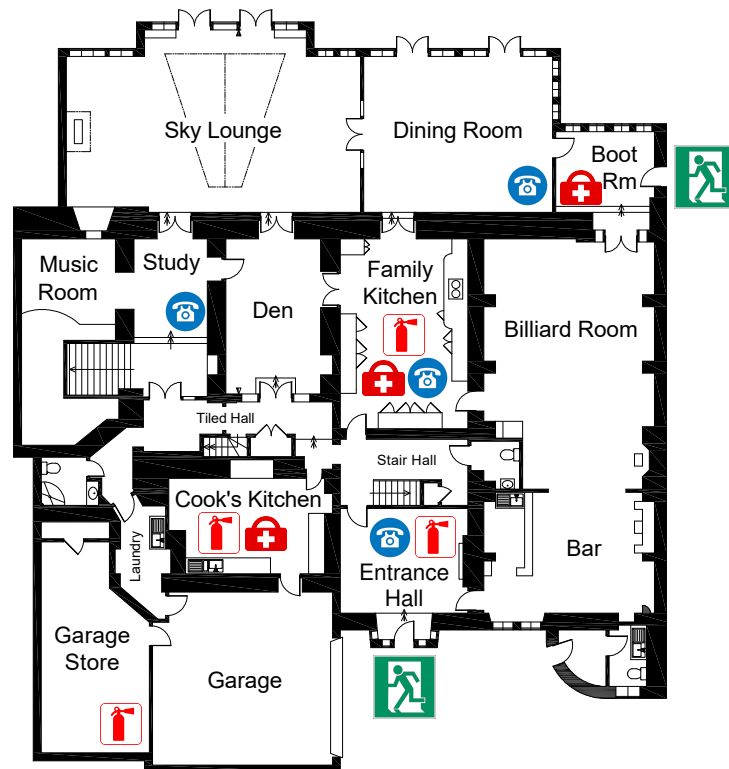 Sky Lounge
Dining Room
Boot
Rm
Music
Room
Study
Den
Family
Kitchen
Billiard Room
Tiled Hall
Stair Hall
Cook's Kitchen
Laundry
Entrance
Hall
Bar
Garage
Store
Garage